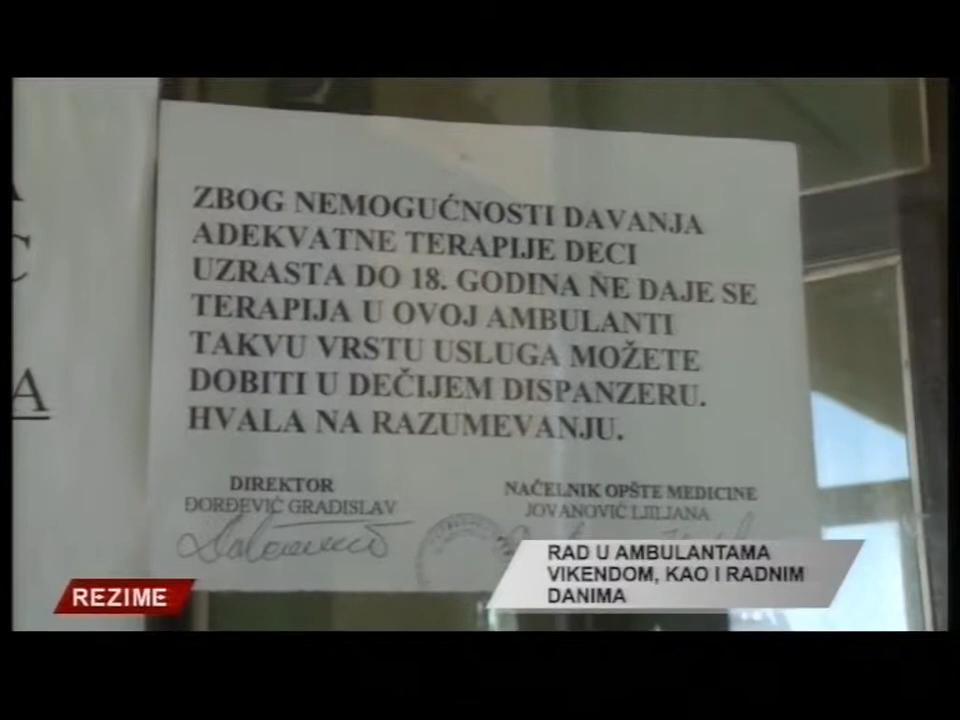 A
C
A
ZBOG NEMOGUĆNOSTI DAVANJA
ADEKVATNE TERAPIJE DECI
UZRASTA DO 18. GODINA NE DAJE SE
TERAPIJA U OVOJ AMBULANTI
TAKVU VRSTU USLUGA MOŽETE
DOBITI U DEČIJEM DISPANZERU.
HVALA NA RAZUMEVANJU.
DIREKTOR
ĐORĐEVIĆ GRADISLAV
NAČELNIK OPŠTE MEDICINE
JOVANOVIĆ LJILJANA
REZIME
RAD U AMBULANTAMA
VIKENDOM, KAO I RADNIM
DANIMA